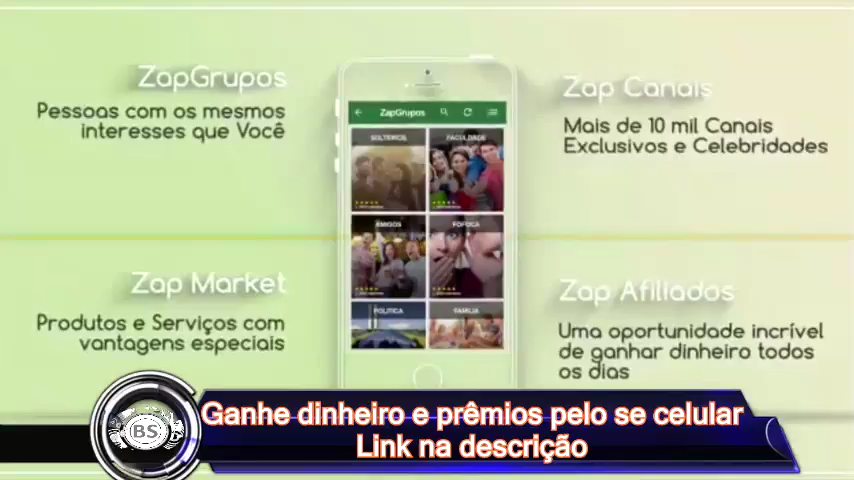 ZapGrupos
Pessoas com os mesmos
interesses que Você
Zap Canais
Mais de 10 mil Canais
Exclusivos e Celebridades
ZapGrupos
SOLTEIROS
FACULDADE
AMIGOS
FOFOCA
POLITICA
FAMILIA
Zap Market
Produtos e Serviços com
vantagens especiais
Zap Afiliados
Uma oportunidade incrível
de ganhar dinheiro todos
os dias
BS
Ganhe dinheiro e prêmios pelo se celular
Link na descrição